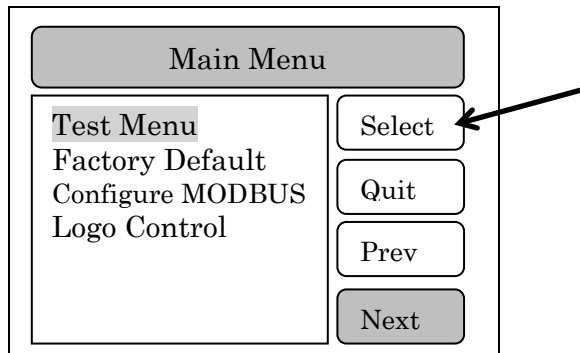 Main Menu
Test Menu
Factory Default
Configure MODBUS
Logo Control
Select
Quit
Prev
Next